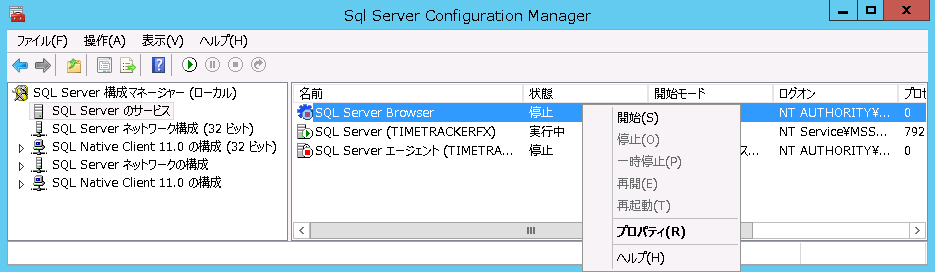 Sql Server Configuration Manager
ファイル(F) 操作(A) 表示(V) ヘルプ(H)
SQL Server 構成マネージャー (ローカル)
SQL Server のサービス
SQL Server ネットワーク構成 (32 ビット)
SQL Native Client 11.0 の構成 (32 ビット)
SQL Server ネットワークの構成
SQL Native Client 11.0 の構成
名前 状態 開始モード ログオン プロセ
SQL Server Browser 停止 NT AUTHORITY¥... 0
SQL Server (TIMETRACKERFX) 実行中 NT Service¥MSS... 792
SQL Server エージェント (TIMETRA... 停止 ス... NT AUTHORITY¥... 0
開始(S)
停止(O)
一時停止(P)
再開(E)
再起動(T)
プロパティ(R)
ヘルプ(H)